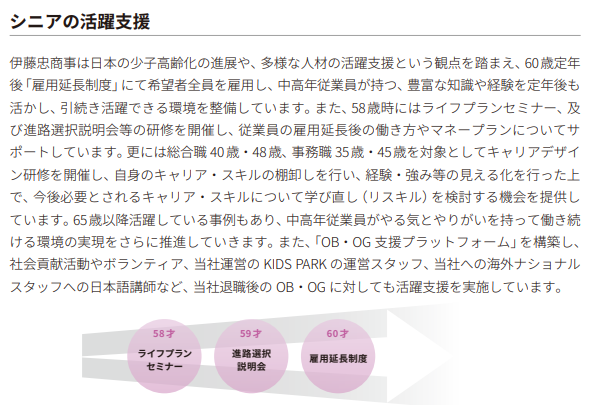 シニアの活躍支援
伊藤忠商事は日本の少子高齢化の進展や、多様な人材の活躍支援という観点を踏まえ、60歳定年
後「雇用延長制度」にて希望者全員を雇用し、中高年従業員が持つ、豊富な知識や経験を定年後も
活かし、引続き活躍できる環境を整備しています。また、58歳時にはライフプランセミナー、及
び進路選択説明会等の研修を開催し、従業員の雇用延長後の働き方やマネープランについてサ
ポートしています。更には総合職40歳・48歳、事務職35歳・45歳を対象としてキャリアデザイ
ン研修を開催し、自身のキャリア・スキルの棚卸しを行い、経験・強み等の見える化を行った上
で、今後必要とされるキャリア・スキルについて学び直し（リスキル）を検討する機会を提供し
ています。65歳以降活躍している事例もあり、中高年従業員がやる気とやりがいを持って働き続
ける環境の実現をさらに推進していきます。また、「OB・OG支援プラットフォーム」を構築し、
社会貢献活動やボランティア、当社運営のKIDS PARKの運営スタッフ、当社への海外ナショナル
スタッフへの日本語講師など、当社退職後のOB・OGに対しても活躍支援を実施しています。
58才
ライフプラン
セミナー
59才
進路選択
説明会
60才
雇用延長制度